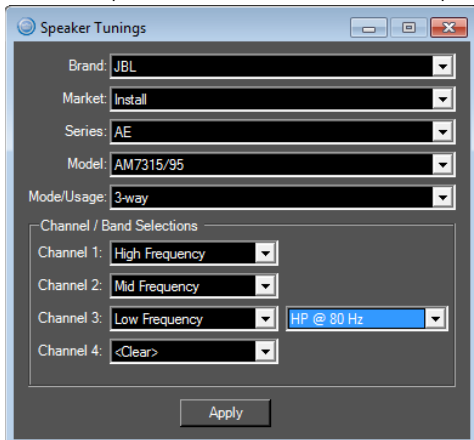 Speaker Tunings
Brand: JBL
Market: Install
Series: AE
Model: AM7315/95
Mode/Usage: 3-way
Channel / Band Selections
Channel 1: High Frequency
Channel 2: Mid Frequency
Channel 3: Low Frequency HP @ 80 Hz
Channel 4: <Clear>
Apply